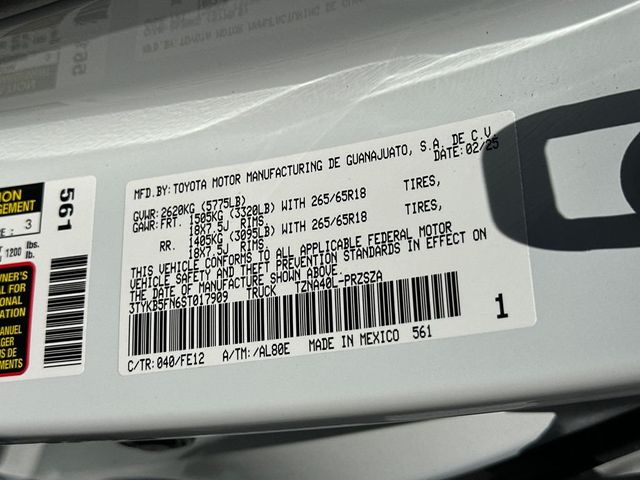 MFD.BY:TOYOTA MOTOR MANUFACTURING DE GUANAJUATO, S.A. DE C.V.
DATE:02/25
GVWR:2620KG (5775LB)
GAWR:FRT. 1505KG (3320LB) WITH 265/65R18 TIRES,
18X7.5J RIMS
RR. 1405KG (3095LB) WITH 265/65R18 TIRES,
18X7.5J RIMS.
THIS VEHICLE CONFORMS TO ALL APPLICABLE FEDERAL MOTOR
VEHICLE SAFETY AND THEFT PREVENTION STANDARDS IN EFFECT ON
THE DATE OF MANUFACTURE SHOWN ABOVE.
3TYKB5FN6ST017909 TRUCK TZNA40L-PRZSZA
1
C/TR:040/FE12 A/TM:/AL80E MADE IN MEXICO 561
561
3
1200 lbs.
lb.